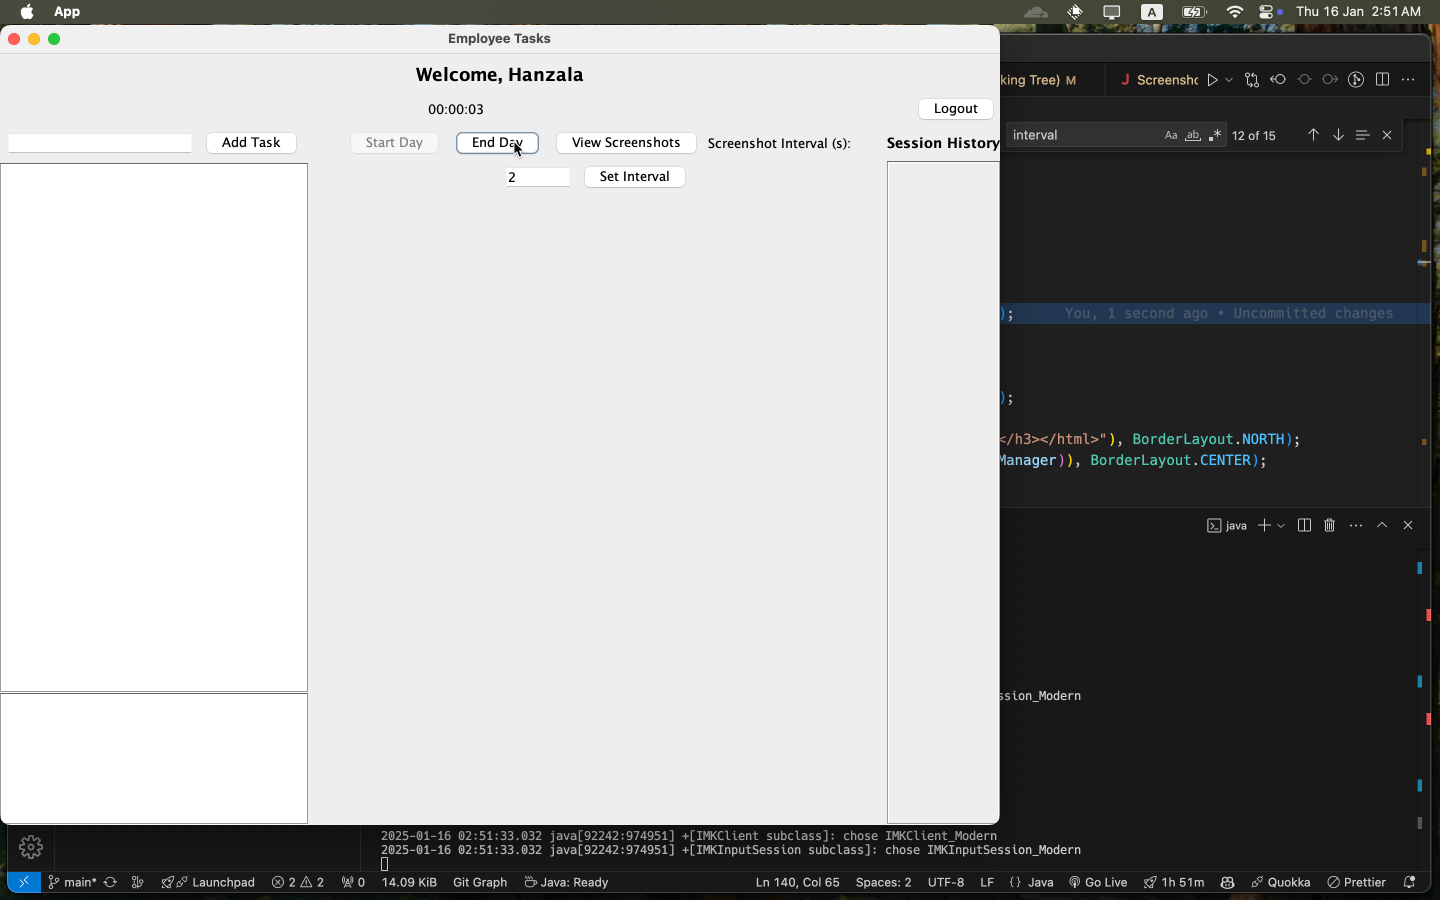 App
A
Thu 16 Jan 2:51 AM
Employee Tasks
Welcome, Hanzala
00:00:03
Logout
Add Task
Start Day
End Day
View Screenshots
Screenshot Interval (s):
Session History
2
Set Interval
king Tree) M
J Screensho
interval
Aa
ab
12 of 15
);
You, 1 second ago • Uncommitted changes
);
</h3></html>"), BorderLayout.NORTH);
Manager)), BorderLayout.CENTER);
java
ssion_Modern
2025-01-16 02:51:33.032 java[92242:974951] +[IMKClient subclass]: chose IMKClient_Modern
2025-01-16 02:51:33.032 java[92242:974951] +[IMKInputSession subclass]: chose IMKInputSession_Modern
main*
Launchpad
2
2
0
14.09 KiB
Git Graph
Java: Ready
Ln 140, Col 65
Spaces: 2
UTF-8
LF
{ } Java
Go Live
1h 51m
Quokka
Prettier